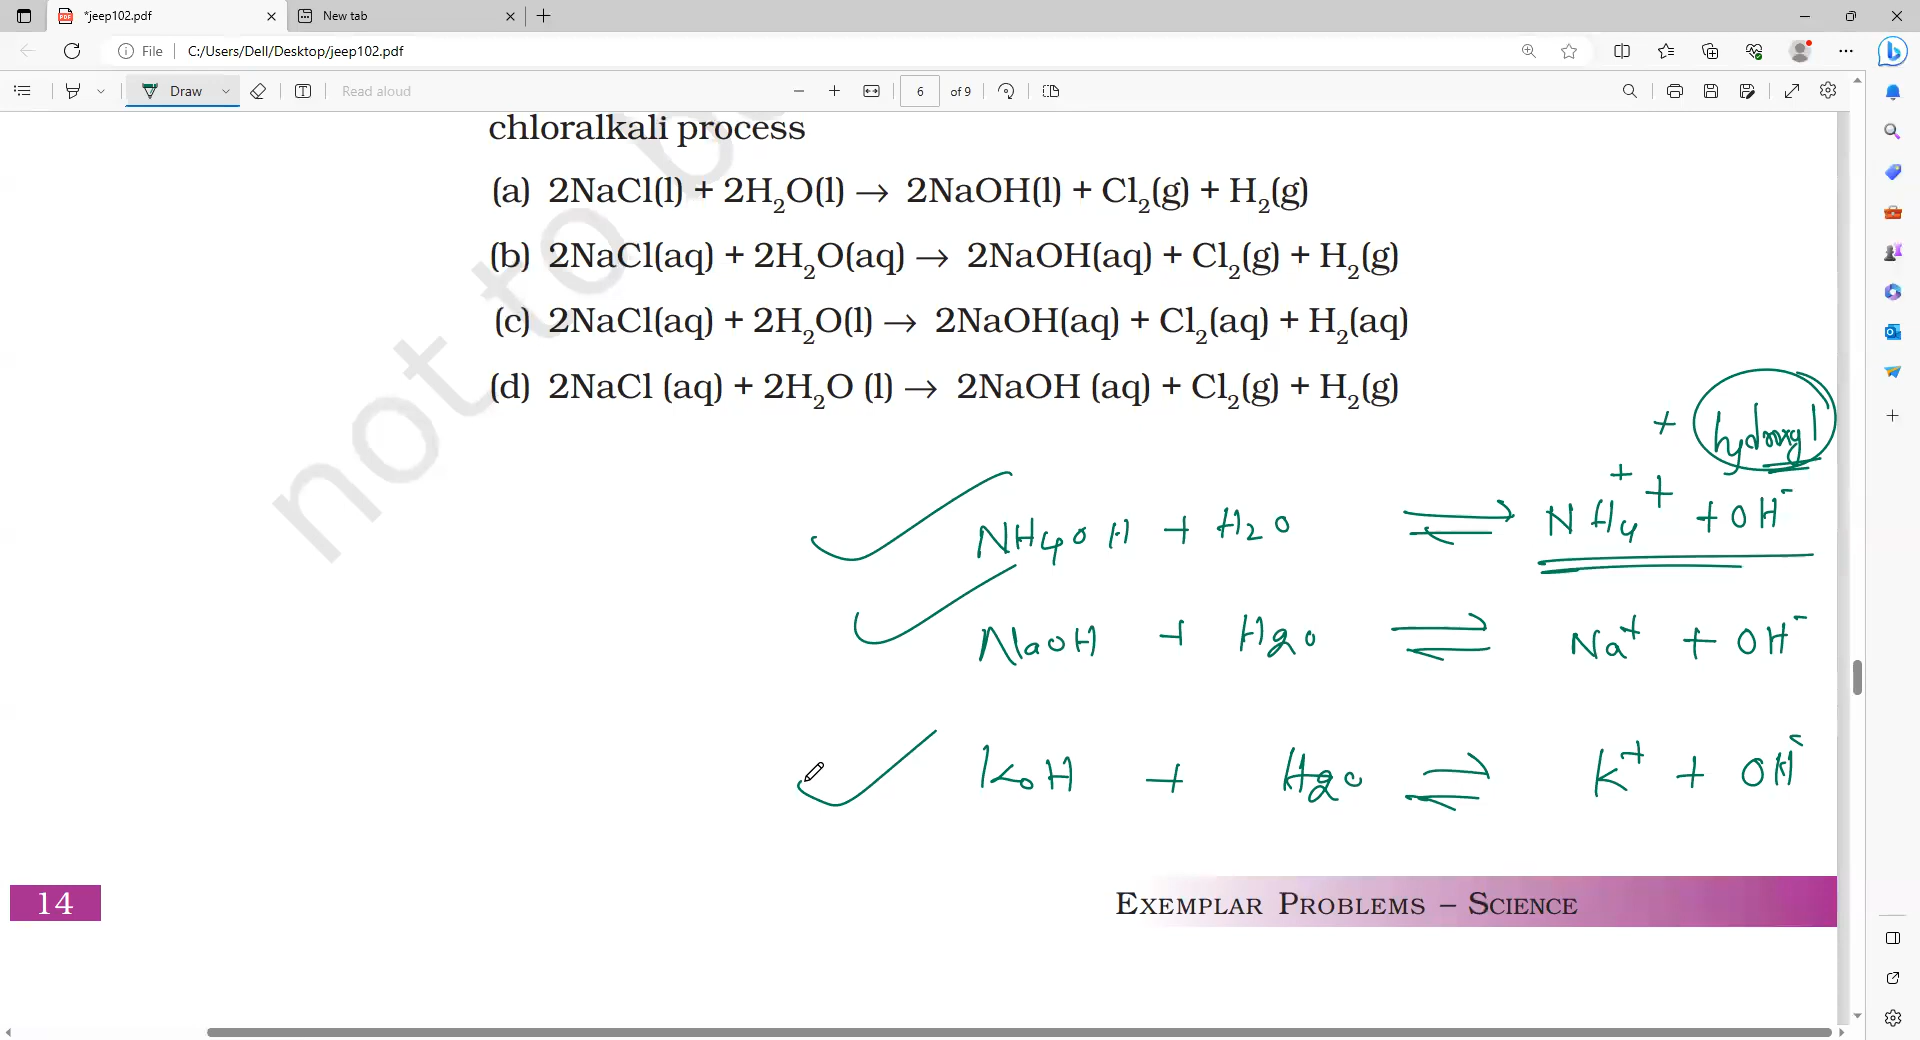 *jeep102.pdf
New tab
File
C:/Users/Dell/Desktop/jeep102.pdf
Draw
Read aloud
6
of 9
not to b
chloralkali process
(a) 2NaCl(l) + 2H₂O(l) → 2NaOH(l) + Cl₂(g) + H₂(g)
(b) 2NaCl(aq) + 2H₂O(aq) → 2NaOH(aq) + Cl₂(g) + H₂(g)
(c) 2NaCl(aq) + 2H₂O(l) → 2NaOH(aq) + Cl₂(aq) + H₂(aq)
(d) 2NaCl (aq) + 2H₂O (l) → 2NaOH (aq) + Cl₂(g) + H₂(g)
+ hydroxyl
+
NH4OH + H2O ⇌ NH4⁺ + OH⁻
NaOH + H2O ⇌ Na⁺ + OH⁻
KOH + H2O ⇌ K⁺ + OH⁻
14
EXEMPLAR PROBLEMS – SCIENCE